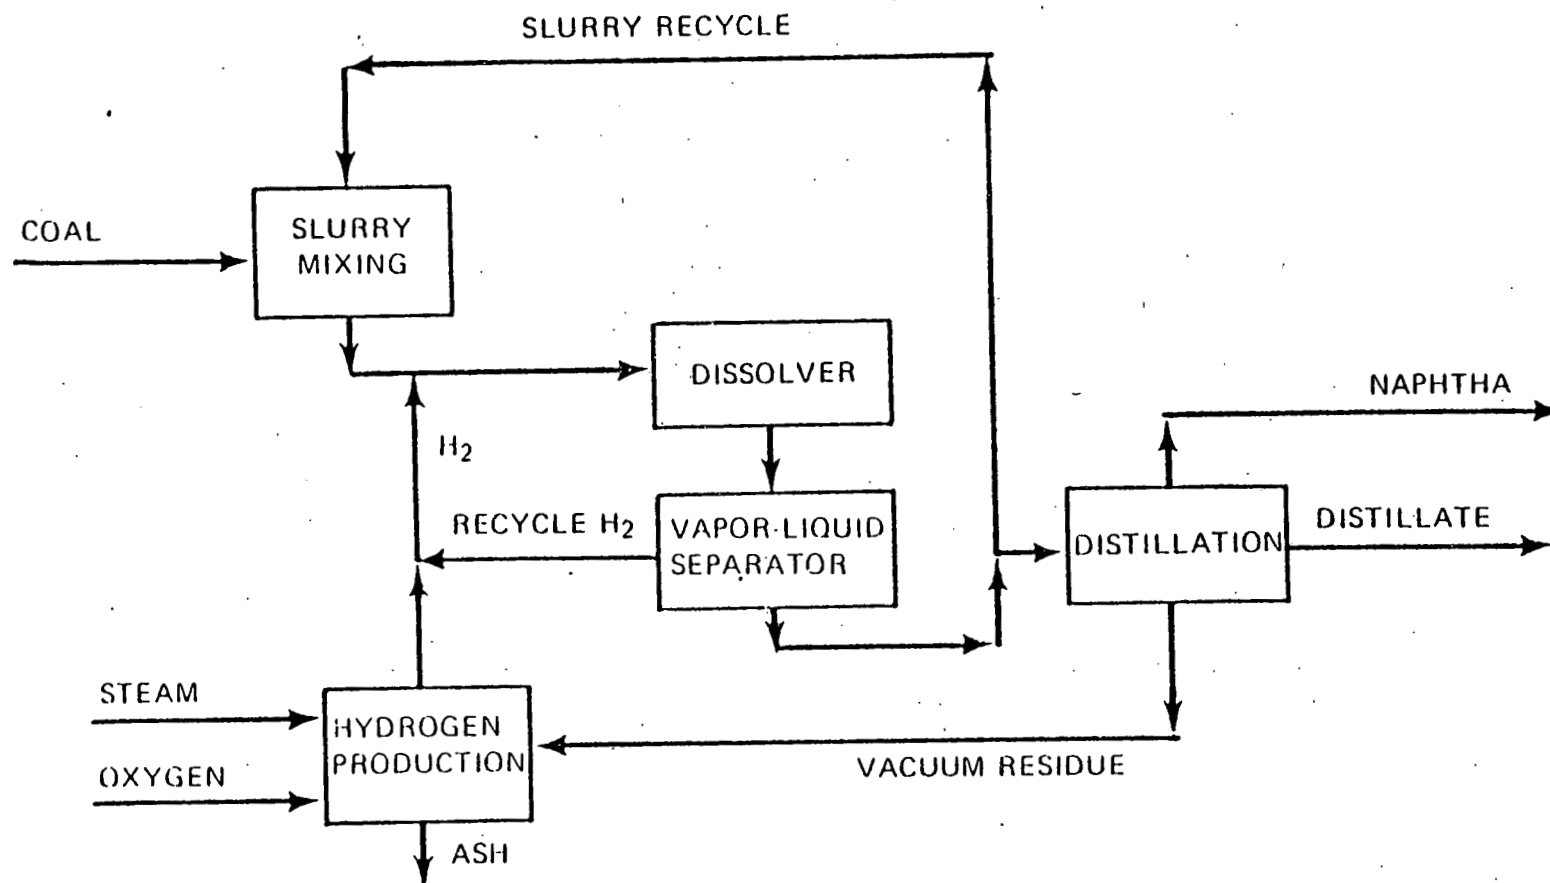 SLURRY RECYCLE
COAL
SLURRY
MIXING
DISSOLVER
NAPHTHA
H2
RECYCLE H2
VAPOR-LIQUID
SEPARATOR
DISTILLATION
DISTILLATE
STEAM
HYDROGEN
PRODUCTION
OXYGEN
VACUUM RESIDUE
ASH